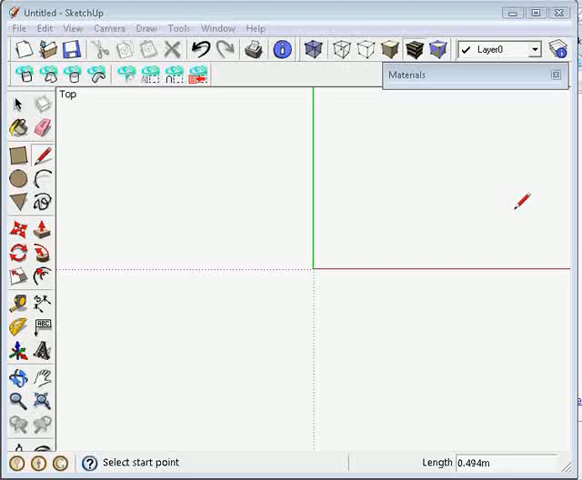 Untitled - SketchUp
File Edit View Camera Draw Tools Window Help
Layer0
Materials
Top
ABC
A
Select start point
Length 0.494m